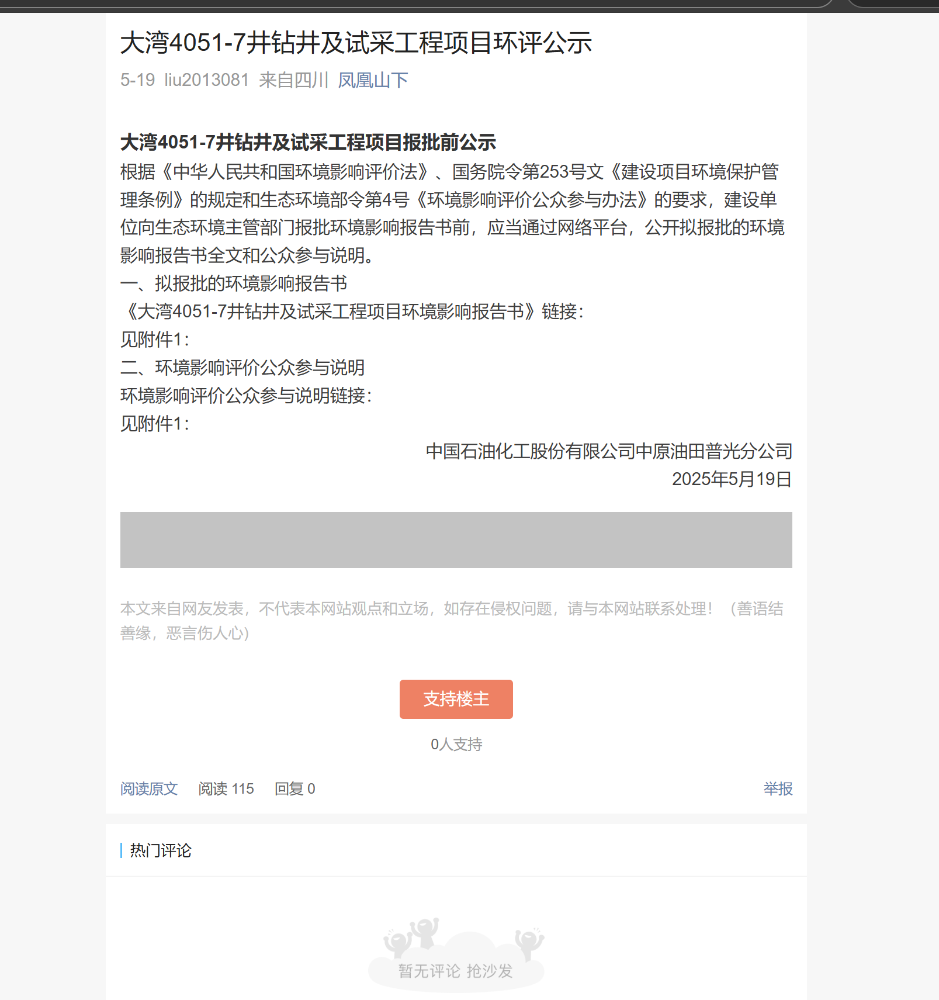 大湾4051-7井钻井及试采工程项目环评公示
5-19 liu2013081 来自四川 凤凰山下
大湾4051-7井钻井及试采工程项目报批前公示
根据《中华人民共和国环境影响评价法》、国务院令第253号文《建设项目环境保护管
理条例》的规定和生态环境部令第4号《环境影响评价公众参与办法》的要求，建设单
位向生态环境主管部门报批环境影响报告书前，应当通过网络平台，公开拟报批的环境
影响报告书全文和公众参与说明。
一、拟报批的环境影响报告书
《大湾4051-7井钻井及试采工程项目环境影响报告书》链接：
见附件1：
二、环境影响评价公众参与说明
环境影响评价公众参与说明链接：
见附件1：
中国石油化工股份有限公司中原油田普光分公司
2025年5月19日
本文来自网友发表，不代表本网站观点和立场，如存在侵权问题，请与本网站联系处理！（善语结
善缘，恶言伤人心）
支持楼主
0人支持
阅读原文 阅读 115 回复 0 举报
热门评论
暂无评论 抢沙发